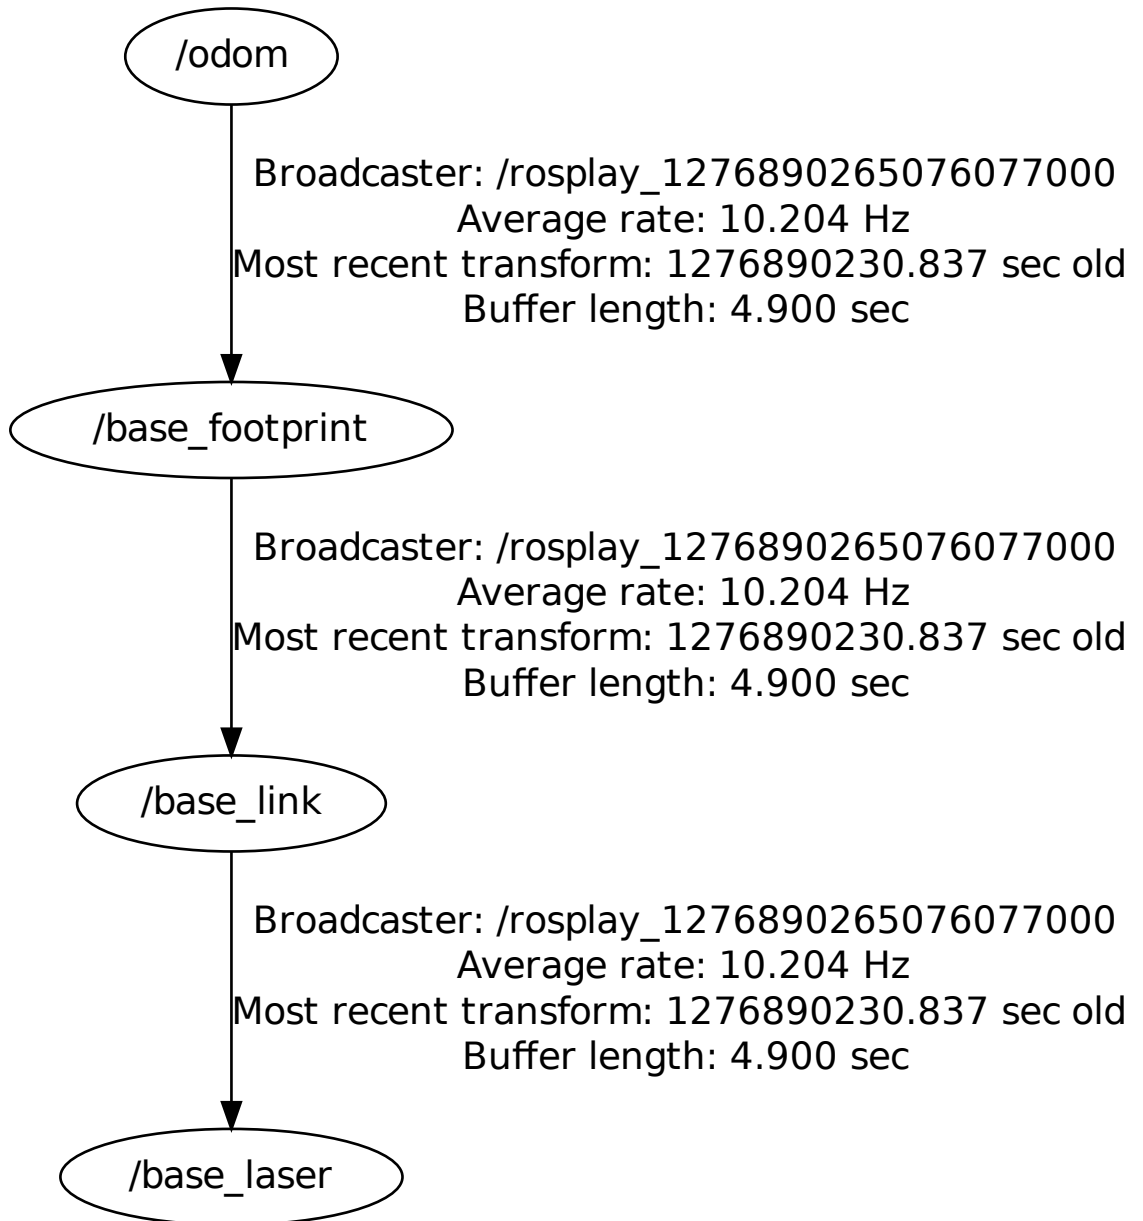 /odom
Broadcaster: /rosplay_1276890265076077000
Average rate: 10.204 Hz
Most recent transform: 1276890230.837 sec old
Buffer length: 4.900 sec
/base_footprint
Broadcaster: /rosplay_1276890265076077000
Average rate: 10.204 Hz
Most recent transform: 1276890230.837 sec old
Buffer length: 4.900 sec
/base_link
Broadcaster: /rosplay_1276890265076077000
Average rate: 10.204 Hz
Most recent transform: 1276890230.837 sec old
Buffer length: 4.900 sec
/base_laser